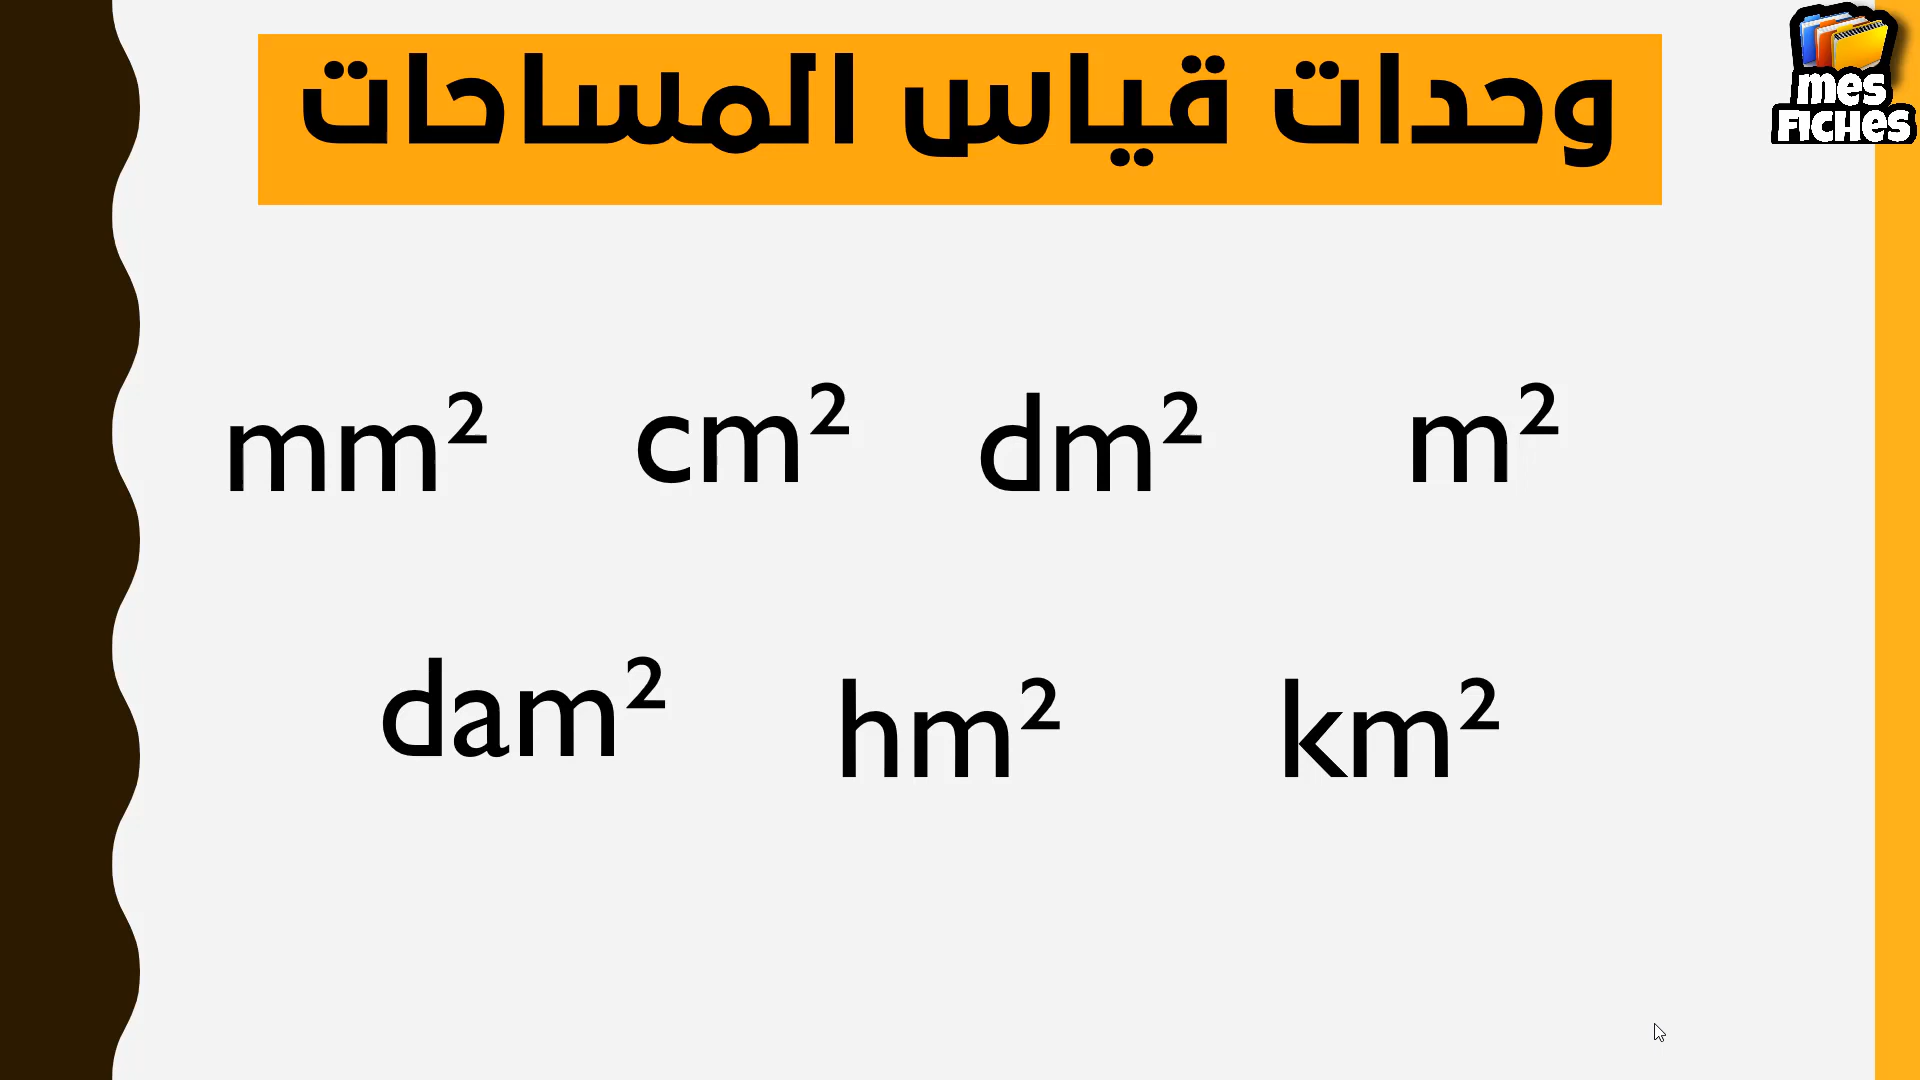 وحدات قياس المساحات
mes
FICHES
mm² cm² dm² m²
dam² hm² km²